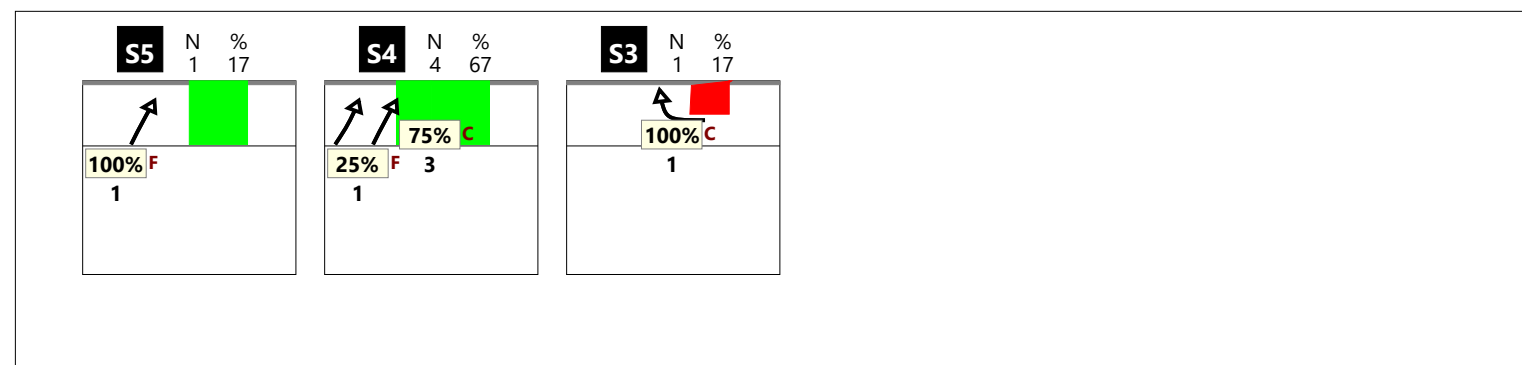 S5 N % 1 17
100% F
1
S4 N % 4 67
75% C
25% F 3
1
S3 N % 1 17
100% C
1